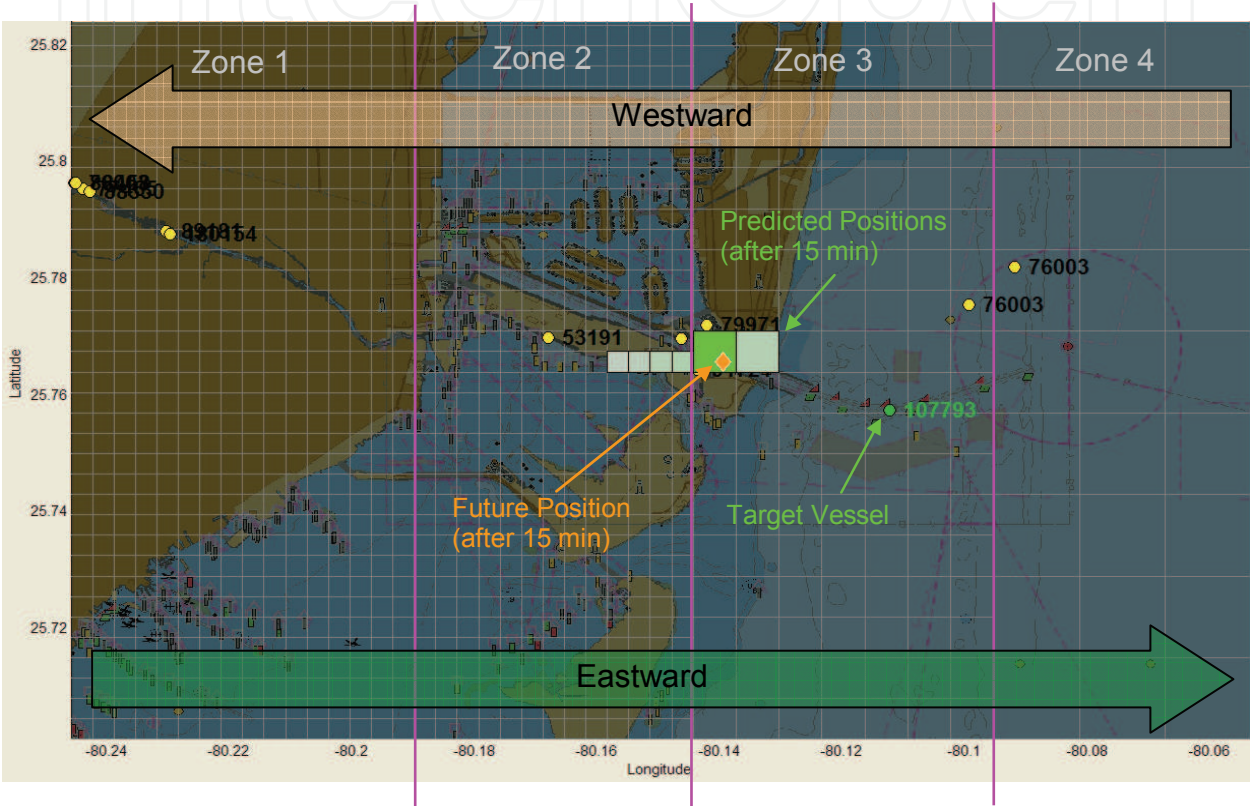 Zone 1
Zone 2
Zone 3
Zone 4
25.82
Westward
25.8
88550
89181
180154
Predicted Positions
(after 15 min)
25.78
76003
76003
79971
53191
Latitude
25.76
107793
Future Position
(after 15 min)
Target Vessel
25.74
25.72
Eastward
-80.24
-80.22
-80.2
-80.18
-80.16
-80.14
-80.12
-80.1
-80.08
-80.06
Longitude